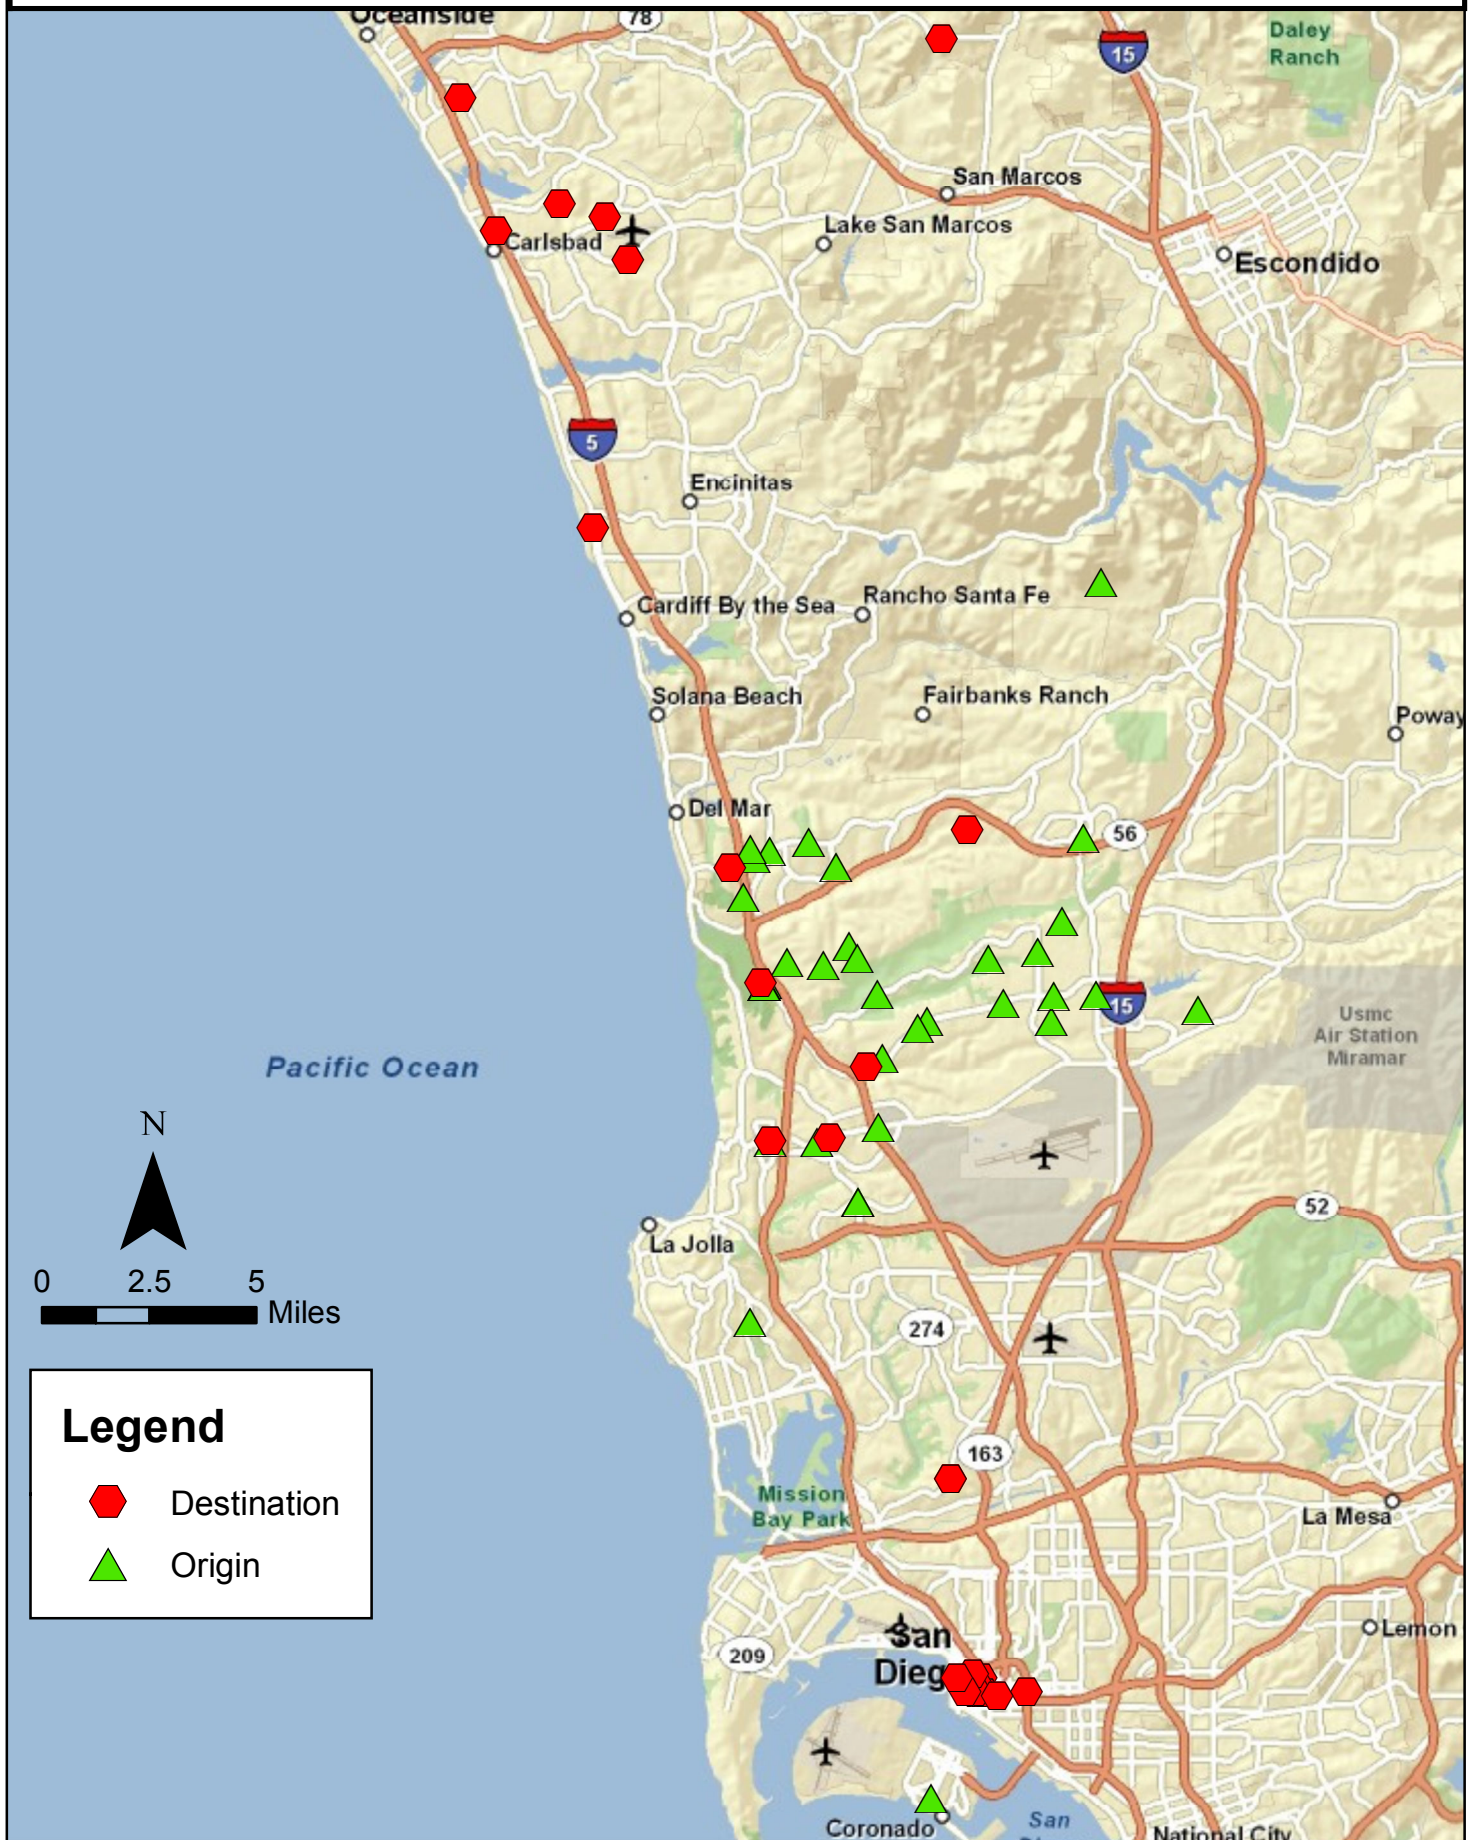 Oceanside
78
15
Daley
Ranch
San Marcos
Lake San Marcos
Carlsbad
Escondido
5
Encinitas
Rancho Santa Fe
Cardiff By the Sea
Solana Beach
Fairbanks Ranch
Poway
Del Mar
56
15
Usmc
Air Station
Miramar
Pacific Ocean
N
52
La Jolla
0 2.5 5
Miles
274
Legend
163
Destination
Mission
Bay Park
La Mesa
Origin
Lemon
San
Dieg
209
Coronado
San
National City